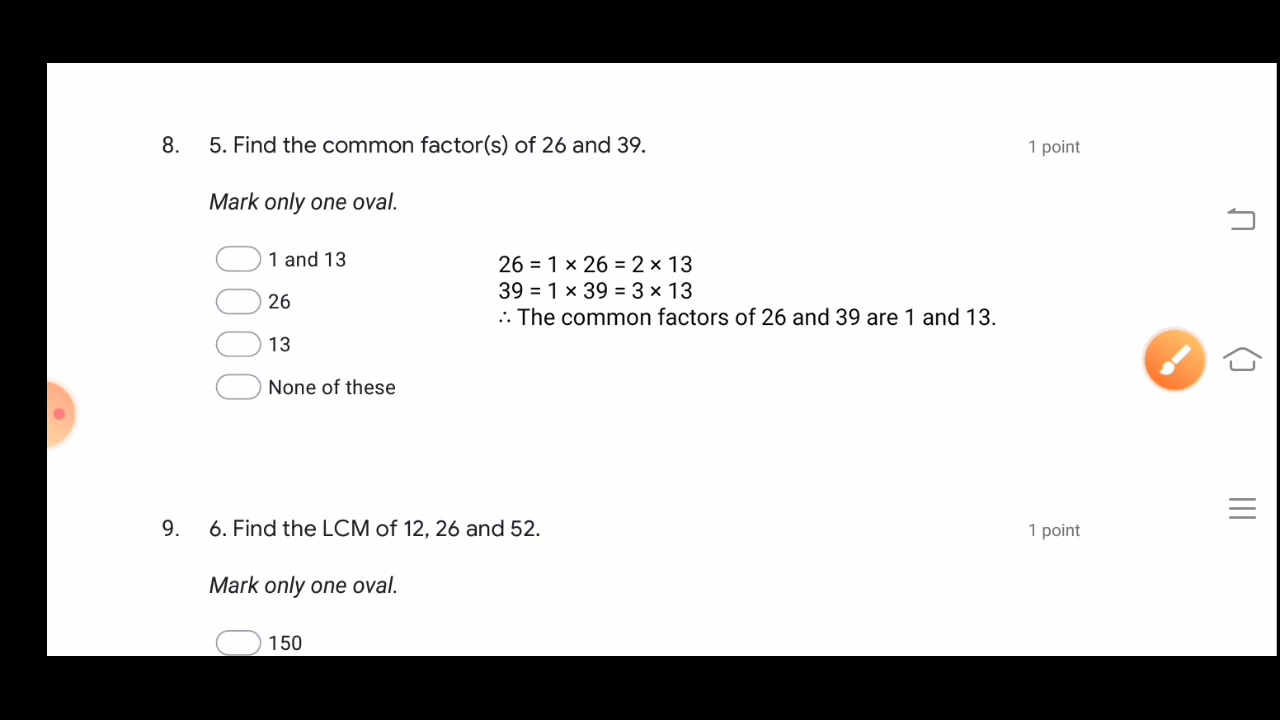 8. 5. Find the common factor(s) of 26 and 39. 1 point
Mark only one oval.
1 and 13
26
13
None of these
26 = 1 × 26 = 2 × 13
39 = 1 × 39 = 3 × 13
∴ The common factors of 26 and 39 are 1 and 13.
9. 6. Find the LCM of 12, 26 and 52. 1 point
Mark only one oval.
150